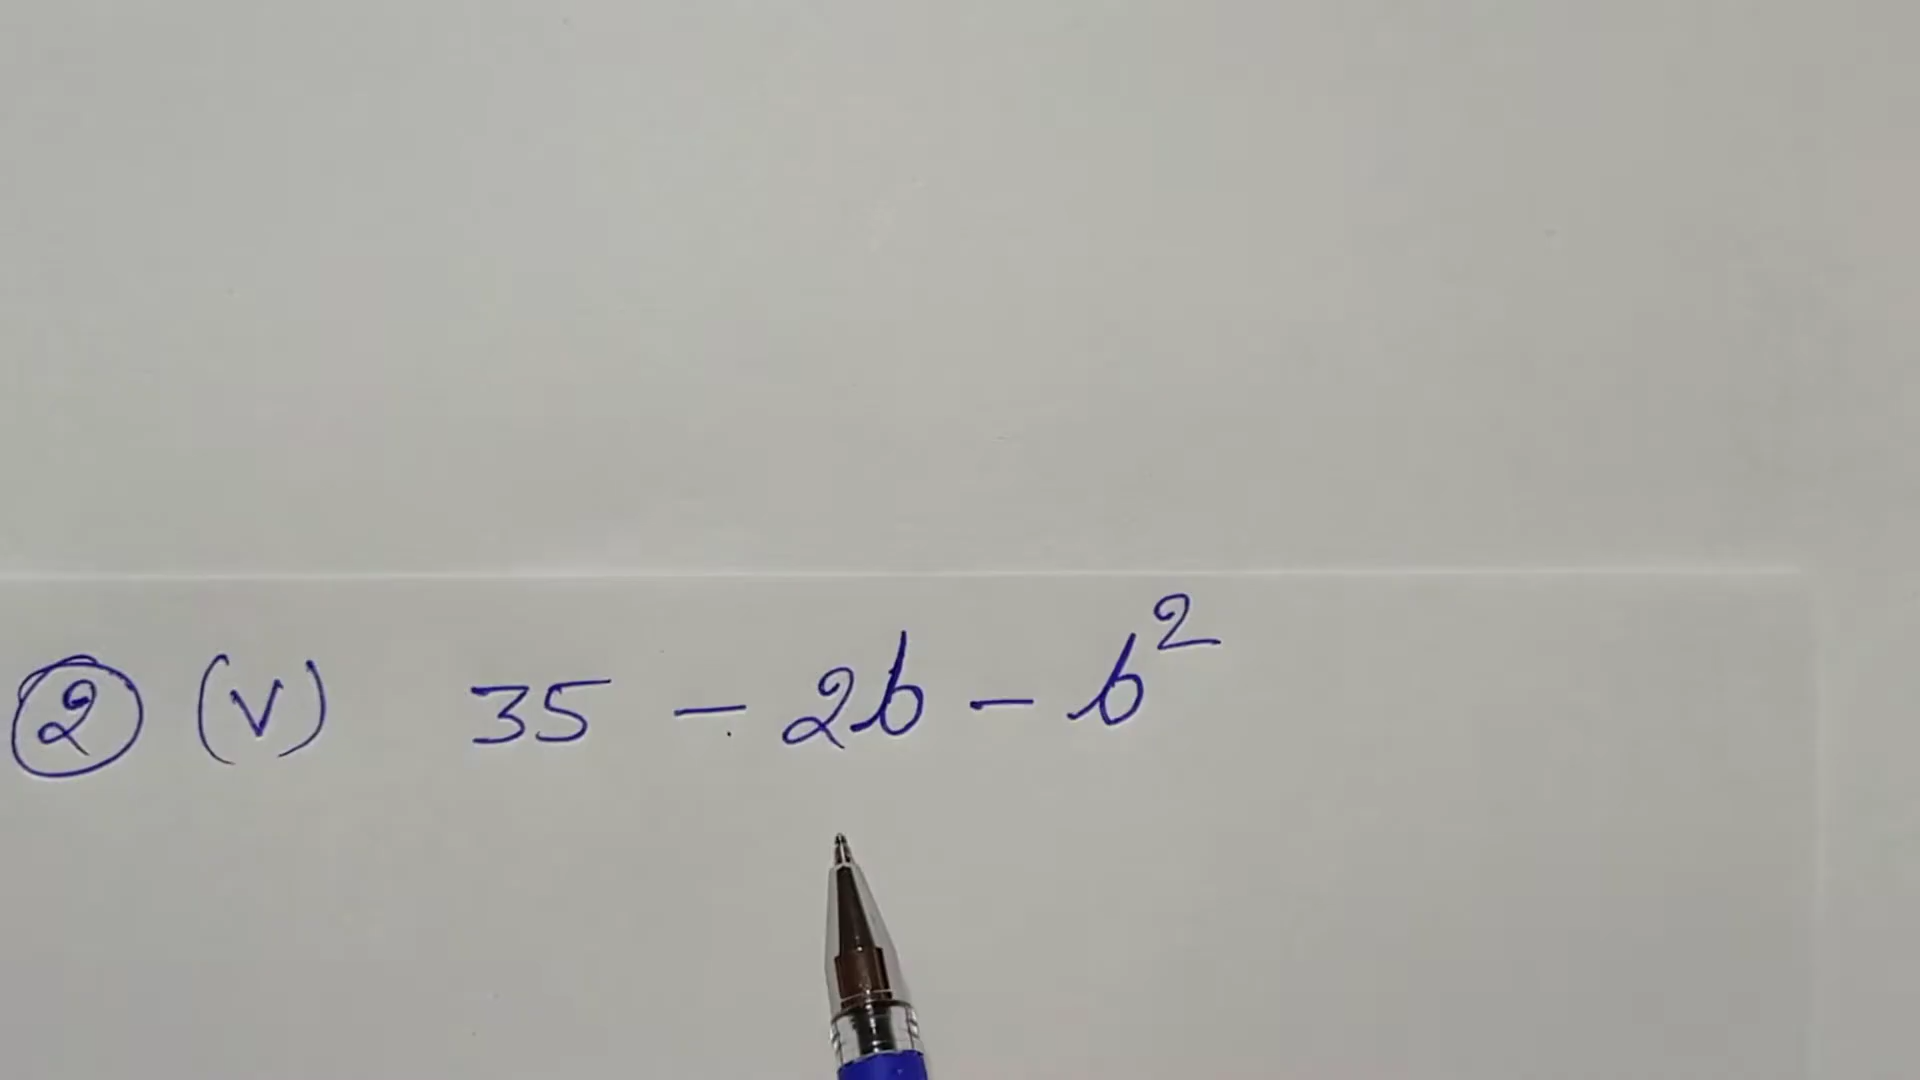 ② (v) 35 - 2b - b²